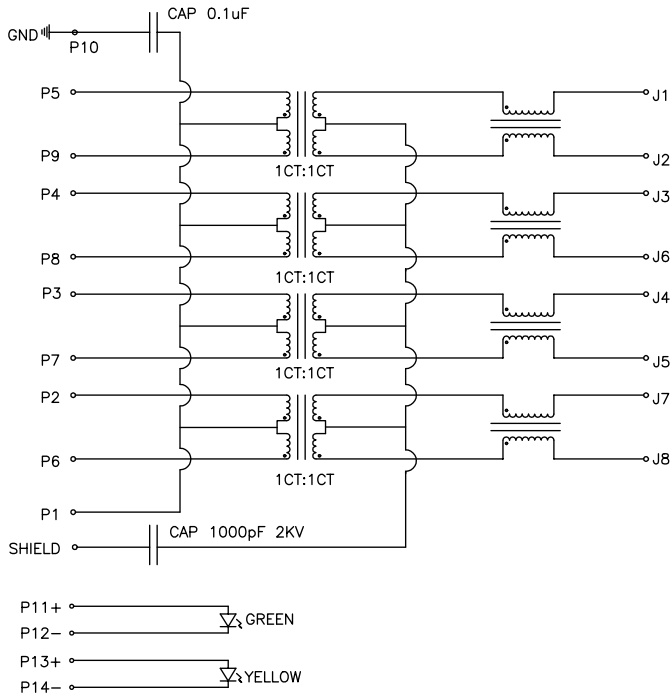 CAP 0.1uF
GND
P10
P5
J1
P9
J2
1CT:1CT
P4
J3
P8
J6
1CT:1CT
P3
J4
P7
J5
1CT:1CT
P2
J7
P6
J8
1CT:1CT
P1
CAP 1000pF 2KV
SHIELD
P11+
GREEN
P12-
P13+
YELLOW
P14-